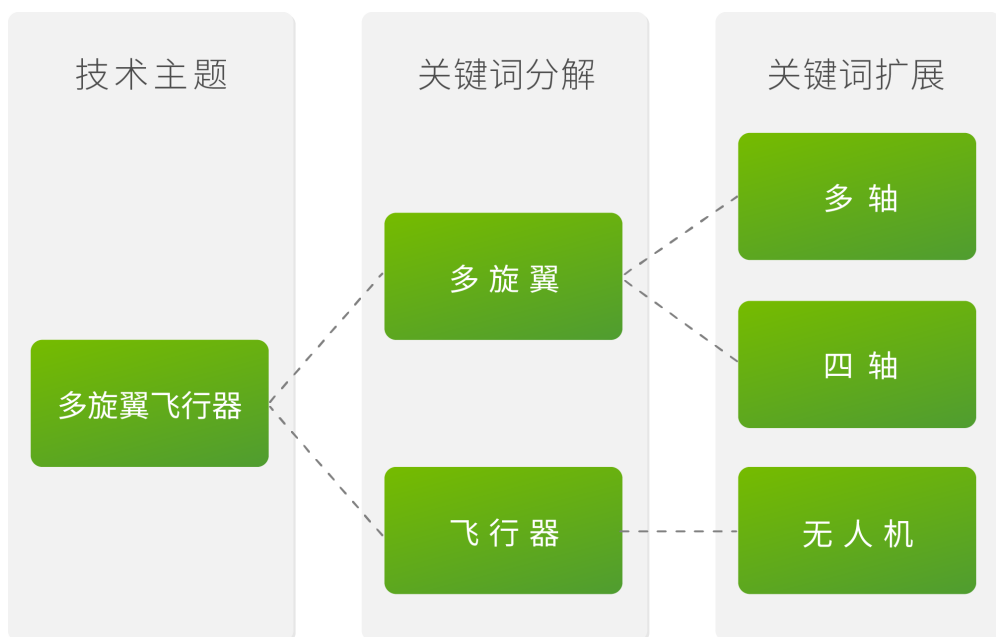 技术主题
关键词分解
关键词扩展
多旋翼飞行器
多旋翼
飞行器
多轴
四轴
无人机